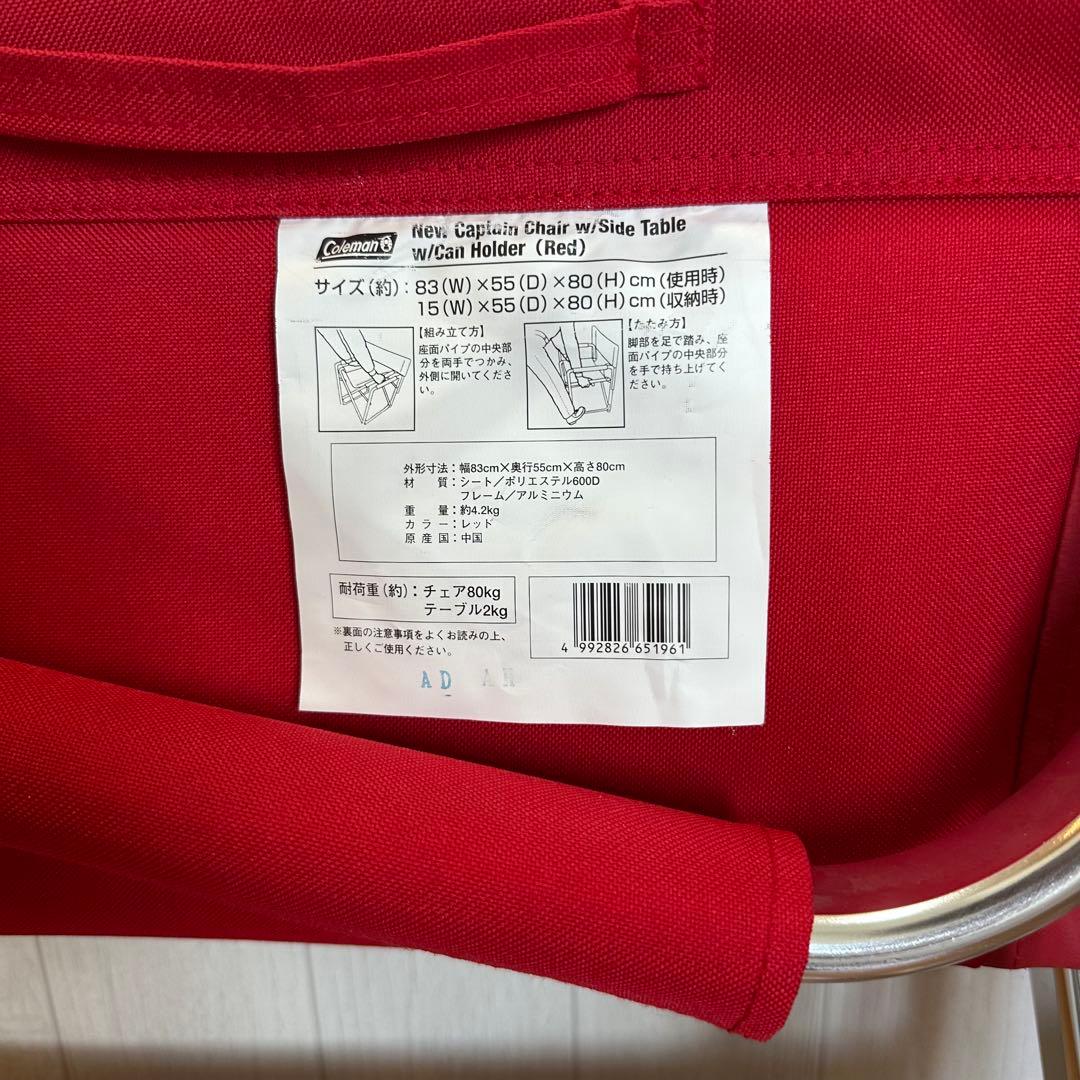 Coleman
New Captain Chair w/Side Table
w/Can Holder (Red)
サイズ(約):83(W)×55(D)×80(H)cm(使用時)
15(W)×55(D)×80(H)cm(収納時)
【組み立て方】
座面パイプの中央部
分を両手でつかみ、
外側に開いてくださ
い。
【たたみ方】
脚部を足で踏み、座
面パイプの中央部分
を手で持ち上げてく
ださい。
外形寸法:幅83cm×奥行55cm×高さ80cm
材 質:シート/ポリエステル600D
フレーム/アルミニウム
重 量:約4.2kg
カラー:レッド
原産国:中国
耐荷重(約):チェア80kg
テーブル2kg
※裏面の注意事項をよくお読みの上、
正しくご使用ください。
4 992826 651961
AD